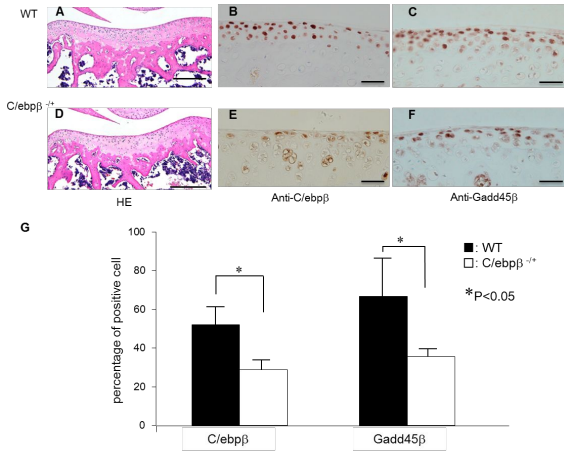 WT
A
B
C
C/ebpβ -/+
D
E
F
HE
Anti-C/ebpβ
Anti-Gadd45β
G
percentage of positive cell
100
80
60
40
20
0
*
*
: WT
: C/ebpβ -/+
*P<0.05
C/ebpβ
Gadd45β